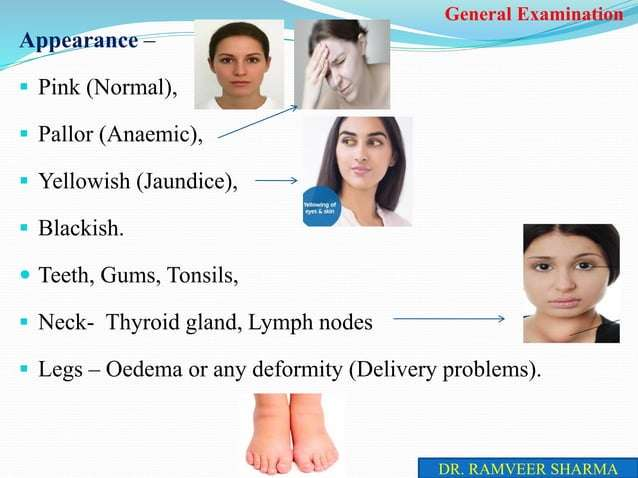 General Examination
Appearance –
Pink (Normal),
Pallor (Anaemic),
Yellowish (Jaundice),
Yellowing of
eyes & skin
Blackish.
Teeth, Gums, Tonsils,
Neck- Thyroid gland, Lymph nodes
Legs – Oedema or any deformity (Delivery problems).
DR. RAMVEER SHARMA